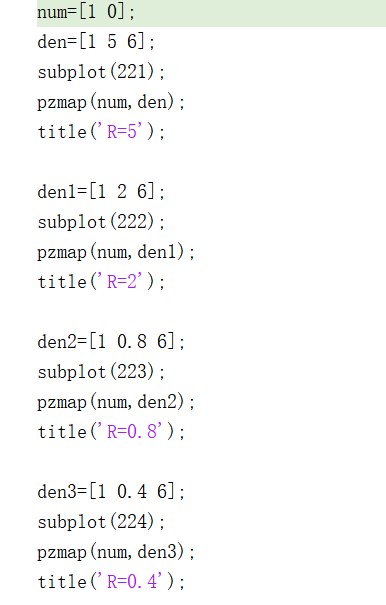 num=[1 0];
den=[1 5 6];
subplot(221);
pzmap(num,den);
title('R=5');
den1=[1 2 6];
subplot(222);
pzmap(num,den1);
title('R=2');
den2=[1 0.8 6];
subplot(223);
pzmap(num,den2);
title('R=0.8');
den3=[1 0.4 6];
subplot(224);
pzmap(num,den3);
title('R=0.4');